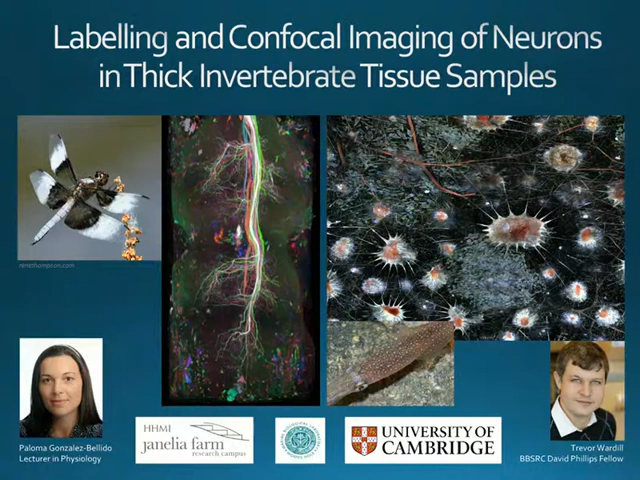 Labelling and Confocal Imaging of Neurons
in Thick Invertebrate Tissue Samples
Paloma Gonzalez-Bellido
Lecturer in Physiology
HHMI
janelia farm
research campus
UNIVERSITY OF
CAMBRIDGE
Trevor Wardill
BBSRC David Phillips Fellow